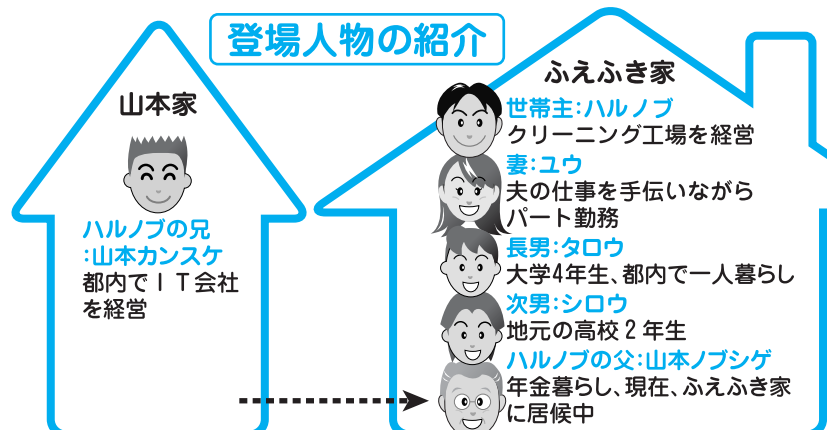 登場人物の紹介
山本家
ハルノブの兄
:山本カンスケ
都内でIT会社
を経営
ふえふき家
世帯主:ハルノブ
クリーニング工場を経営
妻:ユウ
夫の仕事を手伝いながら
パート勤務
長男:タロウ
大学4年生、都内で一人暮らし
次男:シロウ
地元の高校2年生
ハルノブの父:山本ノブシゲ
年金暮らし、現在、ふえふき家
に居候中